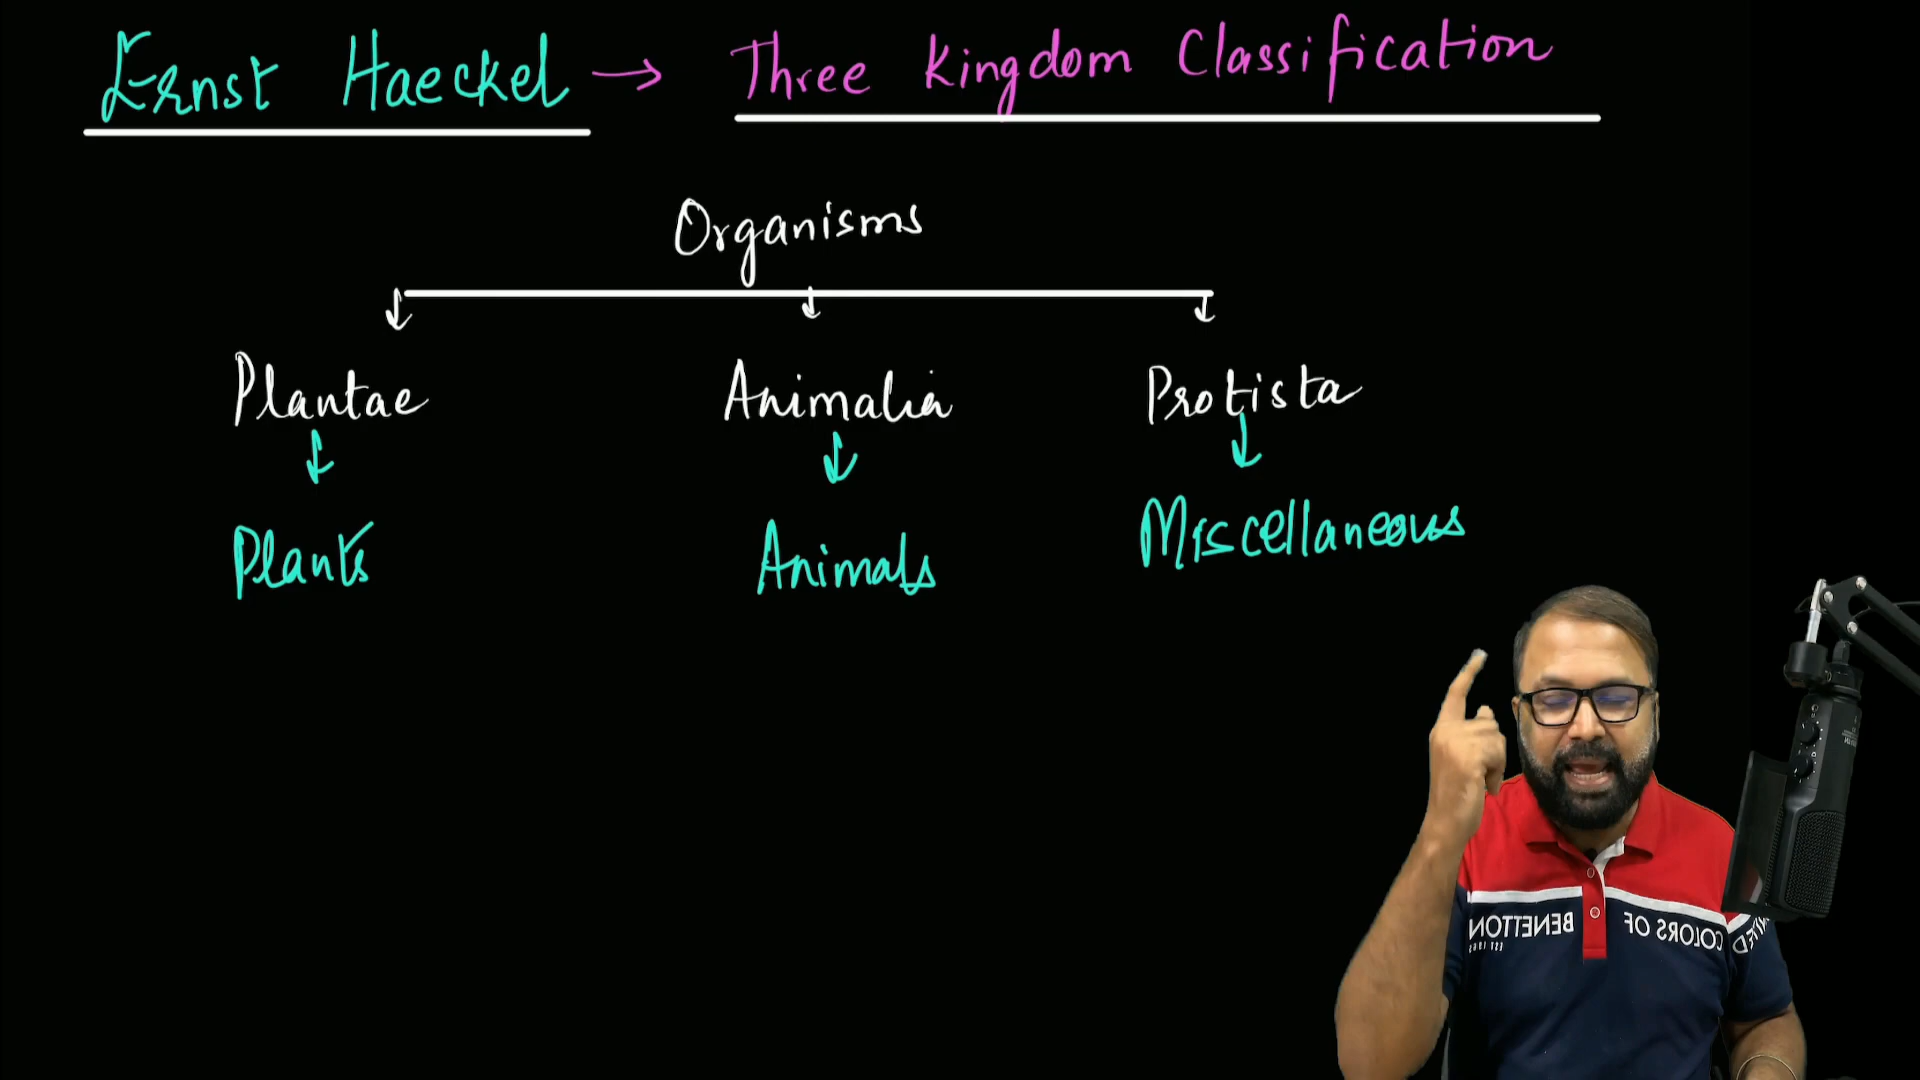 Ernst Haeckel → Three Kingdom Classification
Organisms
Plantae Animalia Protista
Plants Animals Miscellaneous
COLORS OF BENETTON